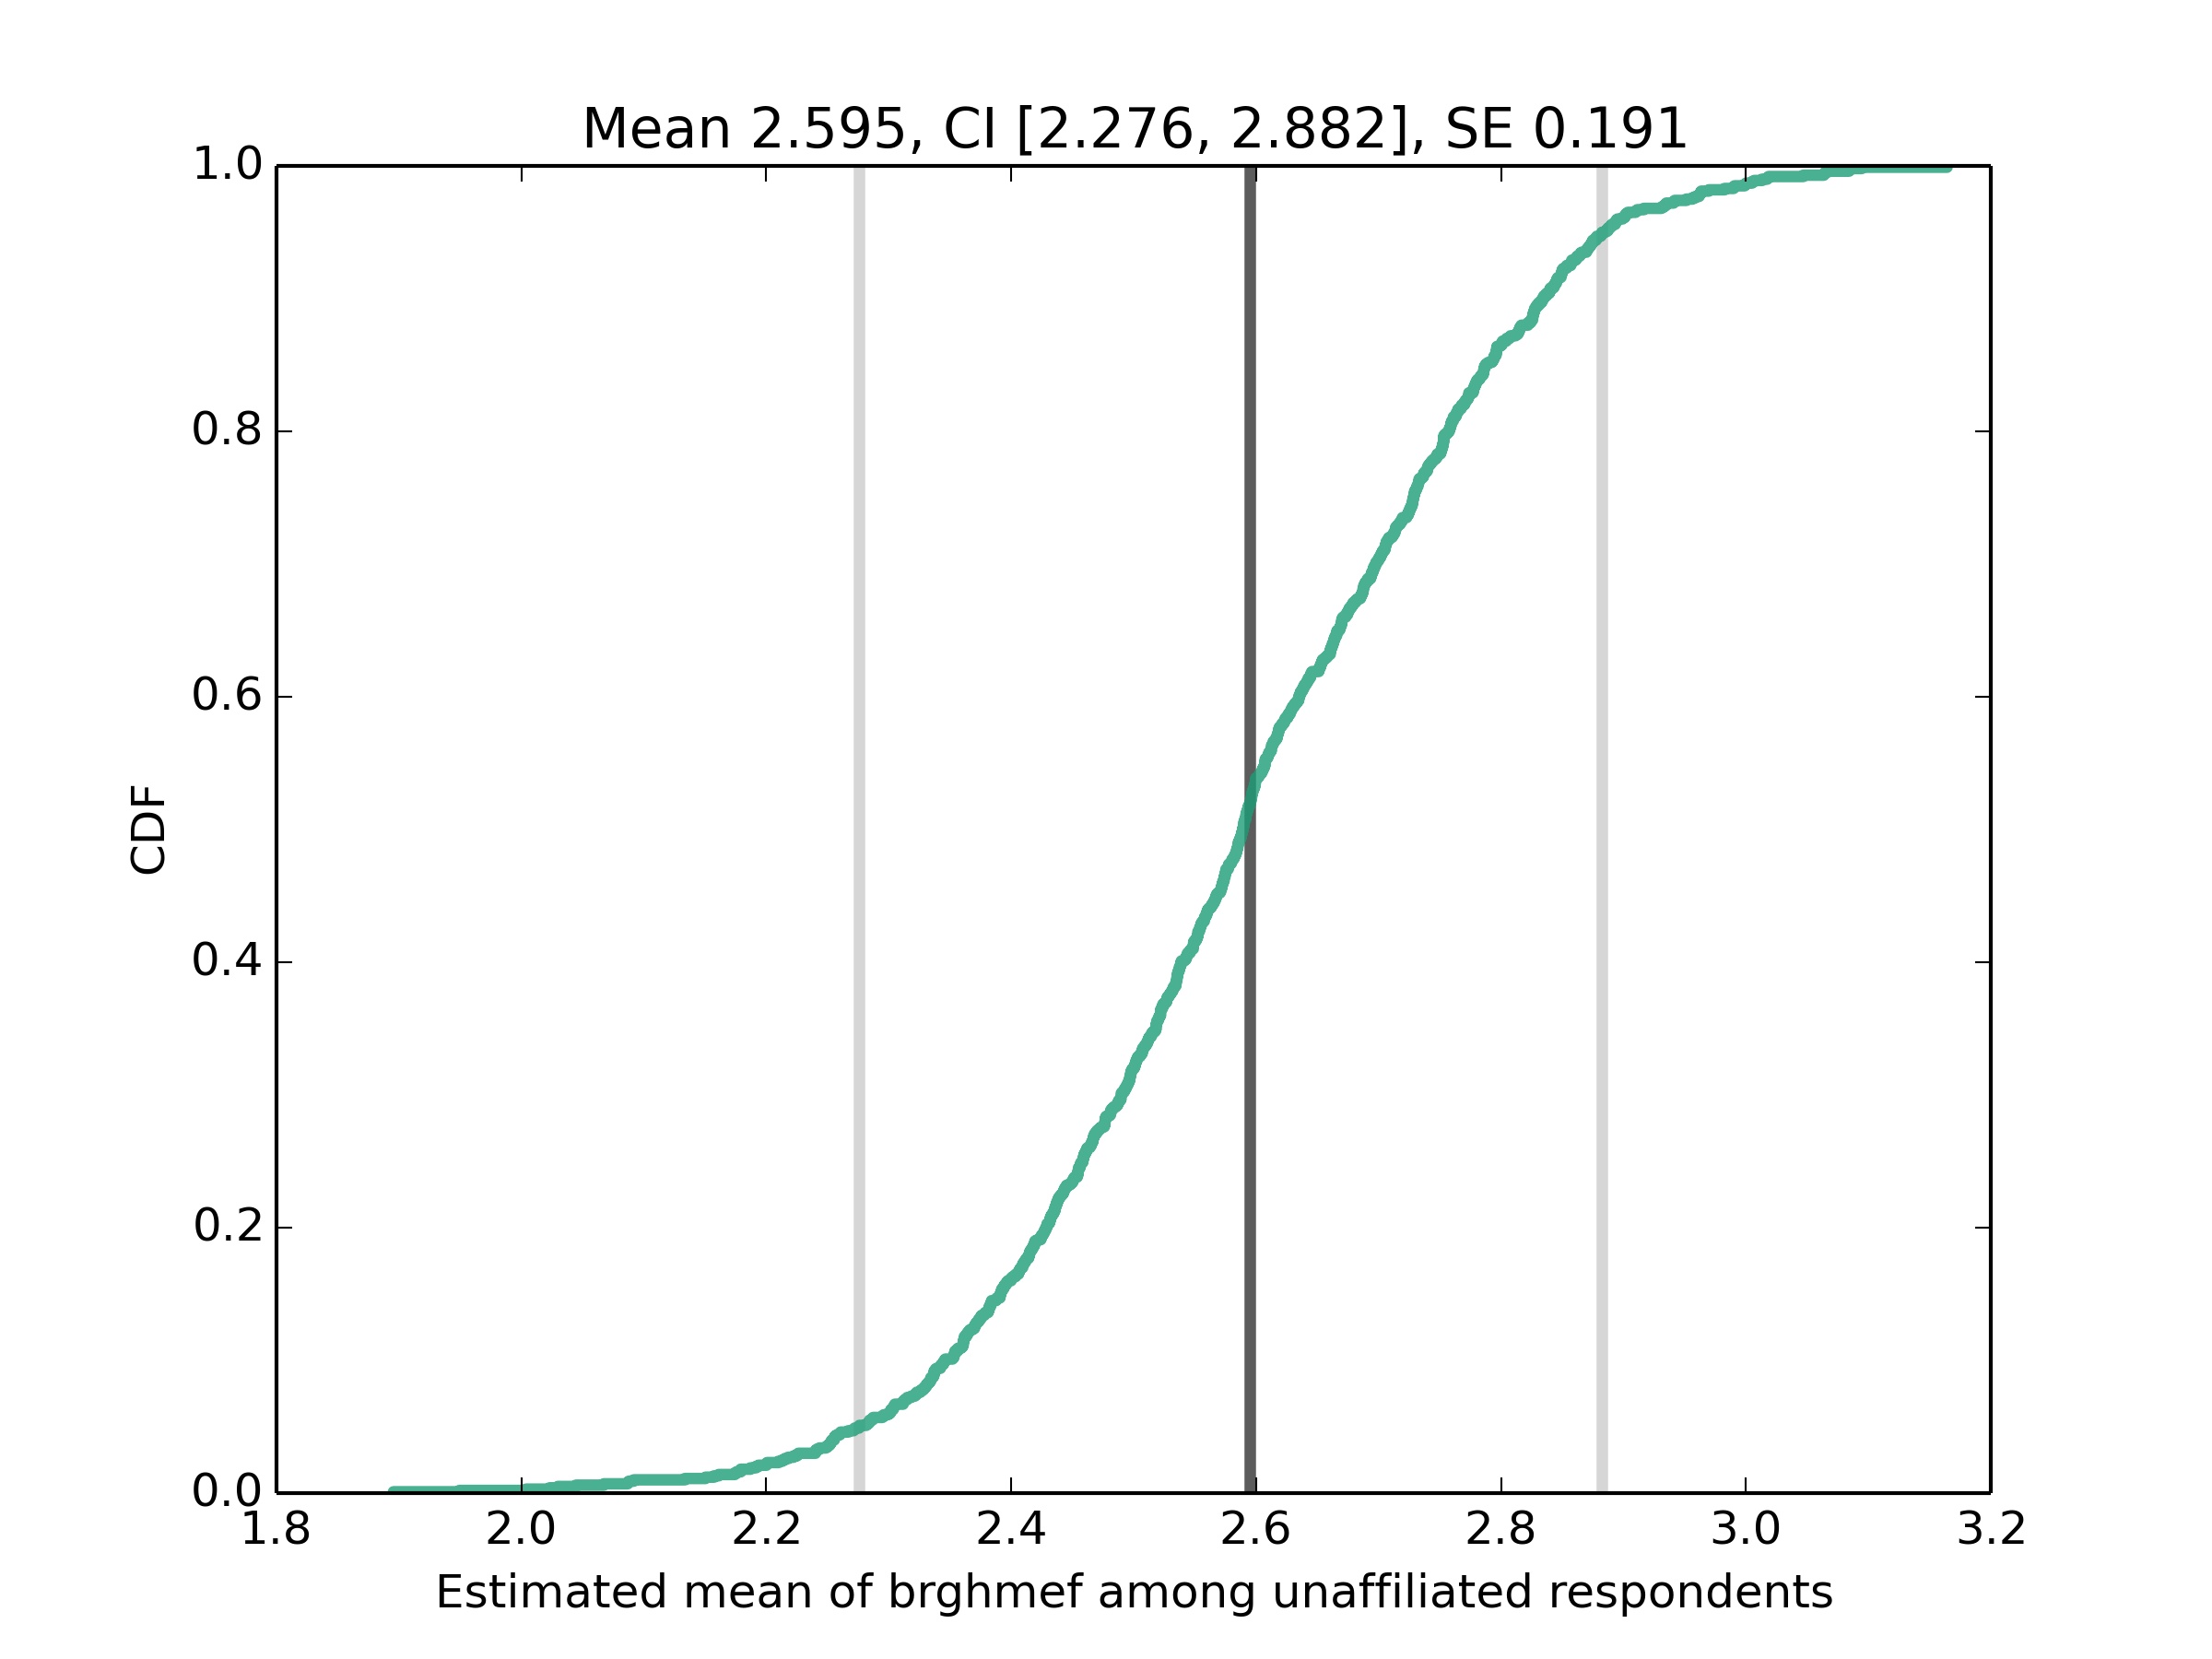 Mean 2.595, CI [2.276, 2.882], SE 0.191
1.0
0.8
0.6
0.4
0.2
0.0
CDF
1.8 2.0 2.2 2.4 2.6 2.8 3.0 3.2
Estimated mean of brghmef among unaffiliated respondents